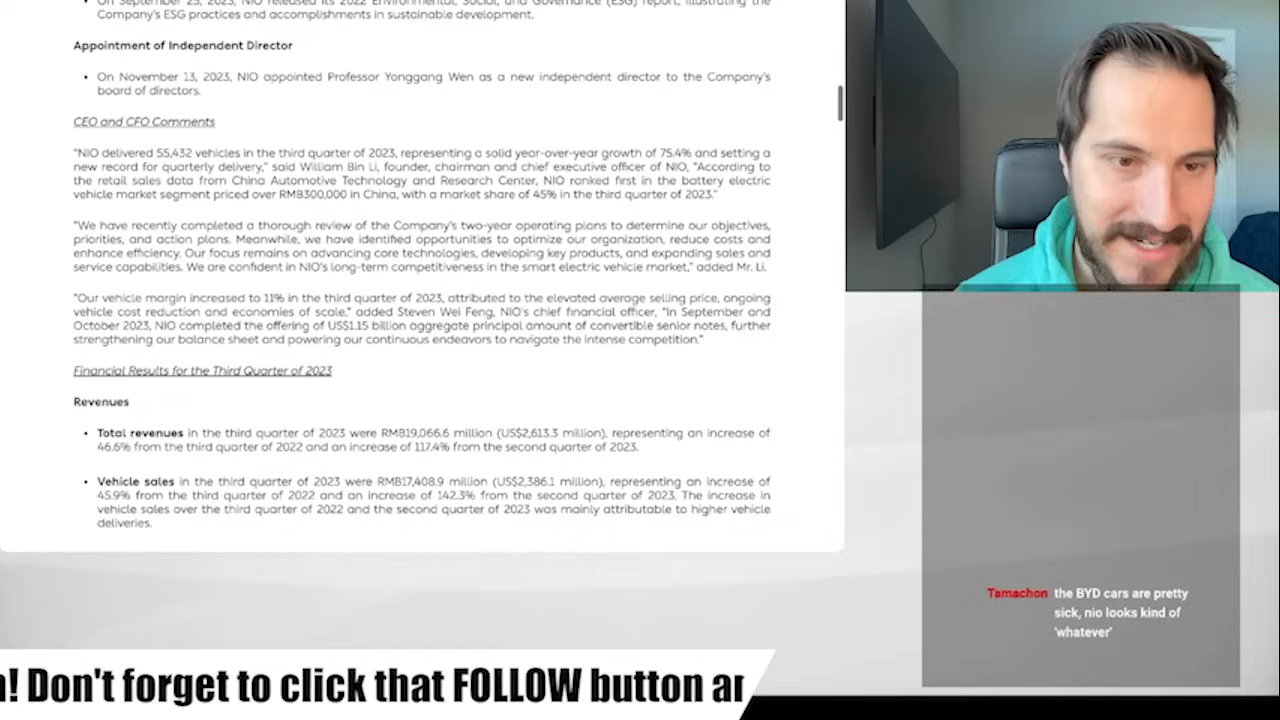 On September 25, 2023, NIO released its 2022 Environmental, Social, and Governance (ESG) report, illustrating the
Company's ESG practices and accomplishments in sustainable development.
Appointment of Independent Director
• On November 13, 2023, NIO appointed Professor Yonggang Wen as a new independent director to the Company's
board of directors.
CEO and CFO Comments
"NIO delivered 55,432 vehicles in the third quarter of 2023, representing a solid year-over-year growth of 75.4% and setting a
new record for quarterly delivery," said William Bin Li, founder, chairman and chief executive officer of NIO, "According to
the retail sales data from China Automotive Technology and Research Center, NIO ranked first in the battery electric
vehicle market segment priced over RMB300,000 in China, with a market share of 45% in the third quarter of 2023."
"We have recently completed a thorough review of the Company's two-year operating plans to determine our objectives,
priorities, and action plans. Meanwhile, we have identified opportunities to optimize our organization, reduce costs and
enhance efficiency. Our focus remains on advancing core technologies, developing key products, and expanding sales and
service capabilities. We are confident in NIO's long-term competitiveness in the smart electric vehicle market," added Mr. Li.
"Our vehicle margin increased to 11% in the third quarter of 2023, attributed to the elevated average selling price, ongoing
vehicle cost reduction and economies of scale," added Steven Wei Feng, NIO's chief financial officer, "In September and
October 2023, NIO completed the offering of US$1.15 billion aggregate principal amount of convertible senior notes, further
strengthening our balance sheet and powering our continuous endeavors to navigate the intense competition."
Financial Results for the Third Quarter of 2023
Revenues
• Total revenues in the third quarter of 2023 were RMB19,066.6 million (US$2,613.3 million), representing an increase of
46.6% from the third quarter of 2022 and an increase of 117.4% from the second quarter of 2023.
• Vehicle sales in the third quarter of 2023 were RMB17,408.9 million (US$2,386.1 million), representing an increase of
45.9% from the third quarter of 2022 and an increase of 142.3% from the second quarter of 2023. The increase in
vehicle sales over the third quarter of 2022 and the second quarter of 2023 was mainly attributable to higher vehicle
deliveries.
Tamachon the BYD cars are pretty
sick, nio looks kind of
'whatever'
! Don't forget to click that FOLLOW button